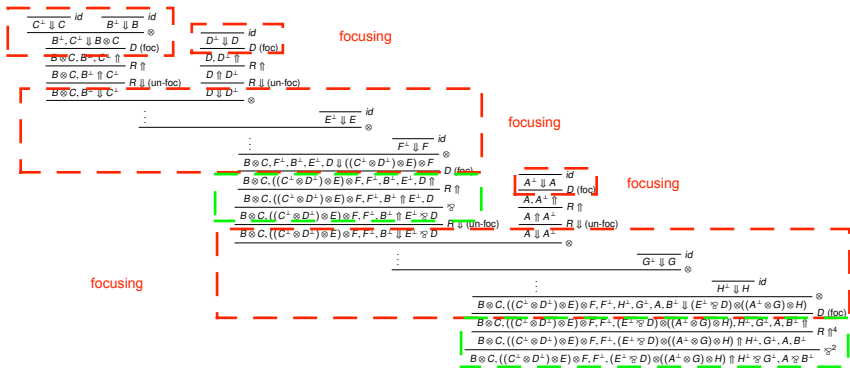 C⊥ ⇓ C id B⊥ ⇓ B id
⊗
B⊥, C⊥ ⇓ B ⊗ C D (foc)
B ⊗ C, B⊥, C⊥ ⇑ R ⇑
B ⊗ C, B⊥ ⇑ C⊥ R ⇓ (un-foc)
B ⊗ C, B⊥ ⇓ C⊥
D⊥ ⇓ D id
D (foc)
D, D⊥ ⇑ R ⇑
D ⇑ D⊥ R ⇓ (un-foc)
D ⇓ D⊥
⊗
focusing
⋮ E⊥ ⇓ E id
⊗
focusing
⋮ F⊥ ⇓ F id
⊗
B ⊗ C, F⊥, B⊥, E⊥, D ⇓ ((C⊥ ⊗ D⊥) ⊗ E) ⊗ F D (foc)
B ⊗ C, ((C⊥ ⊗ D⊥) ⊗ E) ⊗ F, F⊥, B⊥, E⊥, D ⇑ R ⇑
B ⊗ C, ((C⊥ ⊗ D⊥) ⊗ E) ⊗ F, F⊥, B⊥ ⇑ E⊥, D ⅋
B ⊗ C, ((C⊥ ⊗ D⊥) ⊗ E) ⊗ F, F⊥, B⊥ ⇑ E⊥ ⅋ D R ⇓ (un-foc)
B ⊗ C, ((C⊥ ⊗ D⊥) ⊗ E) ⊗ F, F⊥, B⊥ ⇓ E⊥ ⅋ D
A⊥ ⇓ A id
D (foc)
A, A⊥ ⇑ R ⇑
A ⇑ A⊥ R ⇓ (un-foc)
A ⇓ A⊥
⊗
focusing
⋮ G⊥ ⇓ G id
⊗
focusing
⋮ H⊥ ⇓ H id
⊗
B ⊗ C, ((C⊥ ⊗ D⊥) ⊗ E) ⊗ F, F⊥, H⊥, G⊥, A, B⊥ ⇓ (E⊥ ⅋ D) ⊗ ((A⊥ ⊗ G) ⊗ H) D (foc)
B ⊗ C, ((C⊥ ⊗ D⊥) ⊗ E) ⊗ F, F⊥, (E⊥ ⅋ D) ⊗ ((A⊥ ⊗ G) ⊗ H), H⊥, G⊥, A, B⊥ ⇑ R ⇑⁴
B ⊗ C, ((C⊥ ⊗ D⊥) ⊗ E) ⊗ F, F⊥, (E⊥ ⅋ D) ⊗ ((A⊥ ⊗ G) ⊗ H) ⇑ H⊥, G⊥, A, B⊥ ⅋²
B ⊗ C, ((C⊥ ⊗ D⊥) ⊗ E) ⊗ F, F⊥, (E⊥ ⅋ D) ⊗ ((A⊥ ⊗ G) ⊗ H) ⇑ H⊥ ⅋ G⊥, A ⅋ B⊥